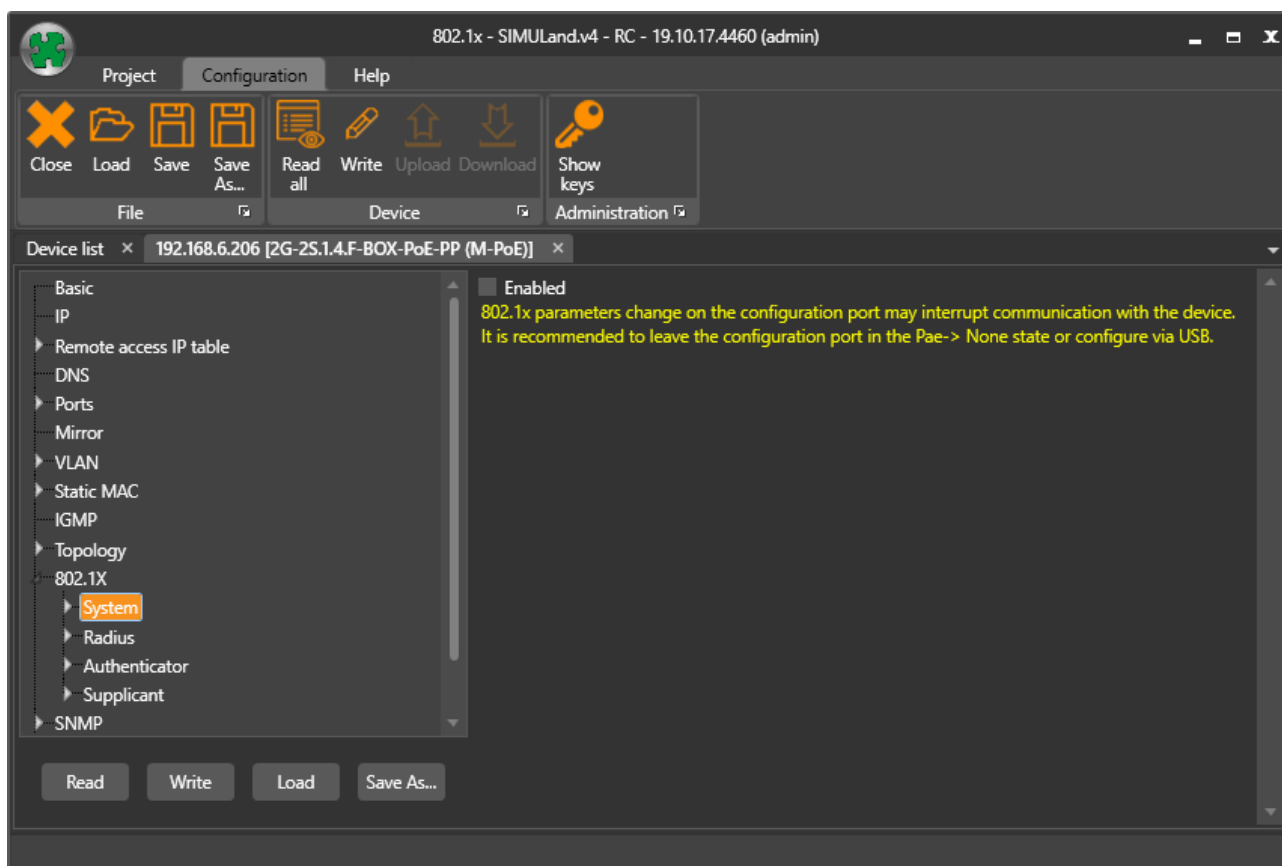 802.1x - SIMULand.v4 - RC - 19.10.17.4460 (admin)
Project Configuration Help
Close Load Save Save As... Read all Write Upload Download Show keys
File Device Administration
Device list × 192.168.6.206 [2G-2S.1.4.F-BOX-PoE-PP (M-PoE)] ×
Basic
IP
Remote access IP table
DNS
Ports
Mirror
VLAN
Static MAC
IGMP
Topology
802.1X
System
Radius
Authenticator
Supplicant
SNMP
Enabled
802.1x parameters change on the configuration port may interrupt communication with the device.
It is recommended to leave the configuration port in the Pae-> None state or configure via USB.
Read Write Load Save As...